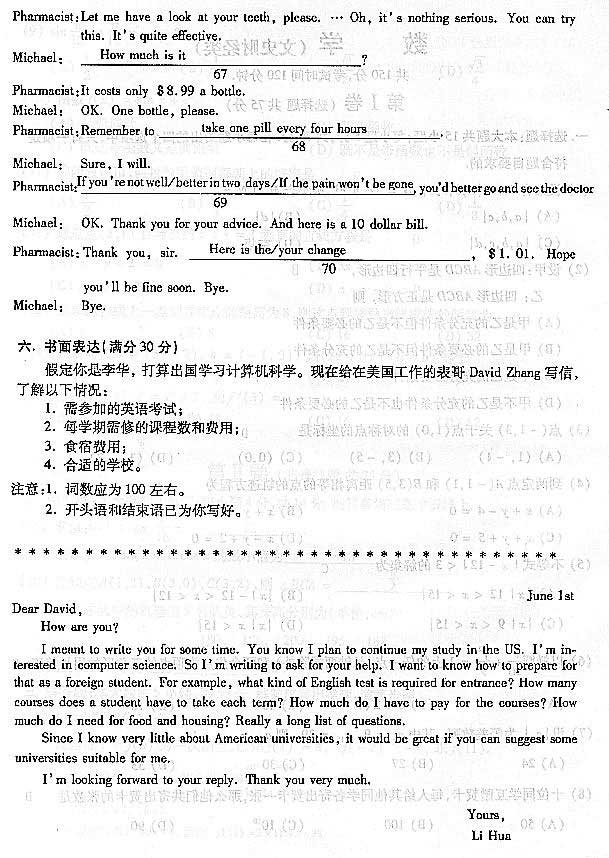 Pharmacist: Let me have a look at your teeth, please. … Oh, it's nothing serious. You can try
this. It's quite effective.
Michael: How much is it ?
67
Pharmacist: It costs only $8.99 a bottle.
Michael: OK. One bottle, please.
Pharmacist: Remember to take one pill every four hours .
68
Michael: Sure, I will.
Pharmacist: If you're not well/better in two days/If the pain won't be gone, you'd better go and see the doctor
69
Michael: OK. Thank you for your advice. And here is a 10 dollar bill.
Pharmacist: Thank you, sir. Here is the/your change , $1.01. Hope
70
you'll be fine soon. Bye.
Michael: Bye.
六、书面表达(满分30分)
假定你是李华，打算出国学习计算机科学。现在给在美国工作的表哥 David Zhang 写信，
了解以下情况：
1. 需参加的英语考试；
2. 每学期需修的课程数和费用；
3. 食宿费用；
4. 合适的学校。
注意：1. 词数应为100左右。
2. 开头语和结束语已为你写好。
* * * * * * * * * * * * * * * * * * * * * * * * * * * * * * * * * * * * * * *
June 1st
Dear David,
How are you?
I meant to write you for some time. You know I plan to continue my study in the US. I'm in-
terested in computer science. So I'm writing to ask for your help. I want to know how to prepare for
that as a foreign student. For example, what kind of English test is required for entrance? How many
courses does a student have to take each term? How much do I have to pay for the courses? How
much do I need for food and housing? Really a long list of questions.
Since I know very little about American universities, it would be great if you can suggest some
universities suitable for me.
I'm looking forward to your reply. Thank you very much.
Yours,
Li Hua